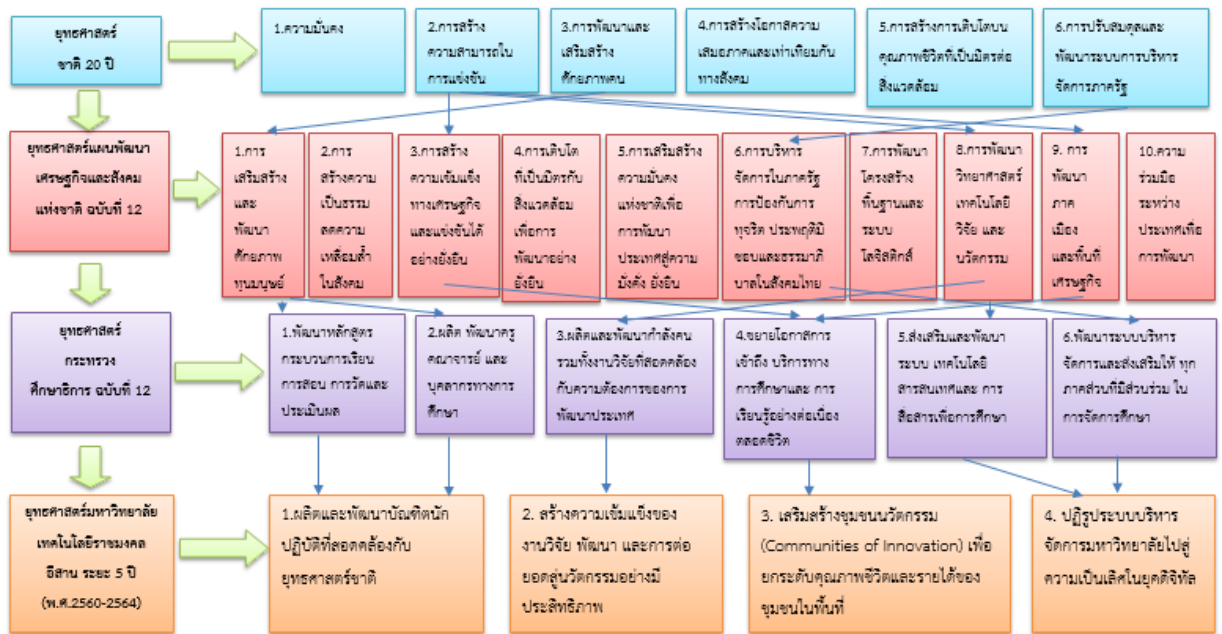 ยุทธศาสตร์
ชาติ 20 ปี
1.ความมั่นคง
2.การสร้าง
ความสามารถใน
การแข่งขัน
3.การพัฒนาและ
เสริมสร้าง
ศักยภาพคน
4.การสร้างโอกาสความ
เสมอภาคและเท่าเทียมกัน
ทางสังคม
5.การสร้างการเติบโตบน
คุณภาพชีวิตที่เป็นมิตรต่อ
สิ่งแวดล้อม
6.การปรับสมดุลและ
พัฒนาระบบการบริหาร
จัดการภาครัฐ
ยุทธศาสตร์แผนพัฒนา
เศรษฐกิจและสังคม
แห่งชาติ ฉบับที่ 12
1.การ
เสริมสร้าง
และ
พัฒนา
ศักยภาพ
ทุนมนุษย์
2.การ
สร้างความ
เป็นธรรม
ลดความ
เหลื่อมล้ำ
ในสังคม
3.การสร้าง
ความเข้มแข็ง
ทางเศรษฐกิจ
และแข่งขันได้
อย่างยั่งยืน
4.การเติบโต
ที่เป็นมิตรกับ
สิ่งแวดล้อม
เพื่อการ
พัฒนาอย่าง
ยั่งยืน
5.การเสริมสร้าง
ความมั่นคง
แห่งชาติเพื่อ
การพัฒนา
ประเทศสู่ความ
มั่งคั่ง ยั่งยืน
6.การบริหาร
จัดการในภาครัฐ
การป้องกันการ
ทุจริต ประพฤติมิ
ชอบและธรรมาภิ
บาลในสังคมไทย
7.การพัฒนา
โครงสร้าง
พื้นฐานและ
ระบบ
โลจิสติกส์
8.การพัฒนา
วิทยาศาสตร์
เทคโนโลยี
วิจัย และ
นวัตกรรม
9. การ
พัฒนา
ภาค
เมือง
และพื้นที่
เศรษฐกิจ
10.ความ
ร่วมมือ
ระหว่าง
ประเทศเพื่อ
การพัฒนา
ยุทธศาสตร์
กระทรวง
ศึกษาธิการ ฉบับที่ 12
1.พัฒนาหลักสูตร
กระบวนการเรียน
การสอน การวัดและ
ประเมินผล
2.ผลิต พัฒนาครู
คณาจารย์ และ
บุคลากรทางการ
ศึกษา
3.ผลิตและพัฒนากำลังคน
รวมทั้งงานวิจัยที่สอดคล้อง
กับความต้องการของการ
พัฒนาประเทศ
4.ขยายโอกาสการ
เข้าถึง บริการทาง
การศึกษาและ การ
เรียนรู้อย่างต่อเนื่อง
ตลอดชีวิต
5.ส่งเสริมและพัฒนา
ระบบ เทคโนโลยี
สารสนเทศและ การ
สื่อสารเพื่อการศึกษา
6.พัฒนาระบบบริหาร
จัดการและส่งเสริมให้ ทุก
ภาคส่วนที่มีส่วนร่วม ใน
การจัดการศึกษา
ยุทธศาสตร์มหาวิทยาลัย
เทคโนโลยีราชมงคล
อีสาน ระยะ 5 ปี
(พ.ศ.2560-2564)
1.ผลิตและพัฒนาบัณฑิตนัก
ปฏิบัติที่สอดคล้องกับ
ยุทธศาสตร์ชาติ
2. สร้างความเข้มแข็งของ
งานวิจัย พัฒนา และการต่อ
ยอดสู่นวัตกรรมอย่างมี
ประสิทธิภาพ
3. เสริมสร้างชุมชนนวัตกรรม
(Communities of Innovation) เพื่อ
ยกระดับคุณภาพชีวิตและรายได้ของ
ชุมชนในพื้นที่
4. ปฏิรูประบบบริหาร
จัดการมหาวิทยาลัยไปสู่
ความเป็นเลิศในยุคดิจิทัล